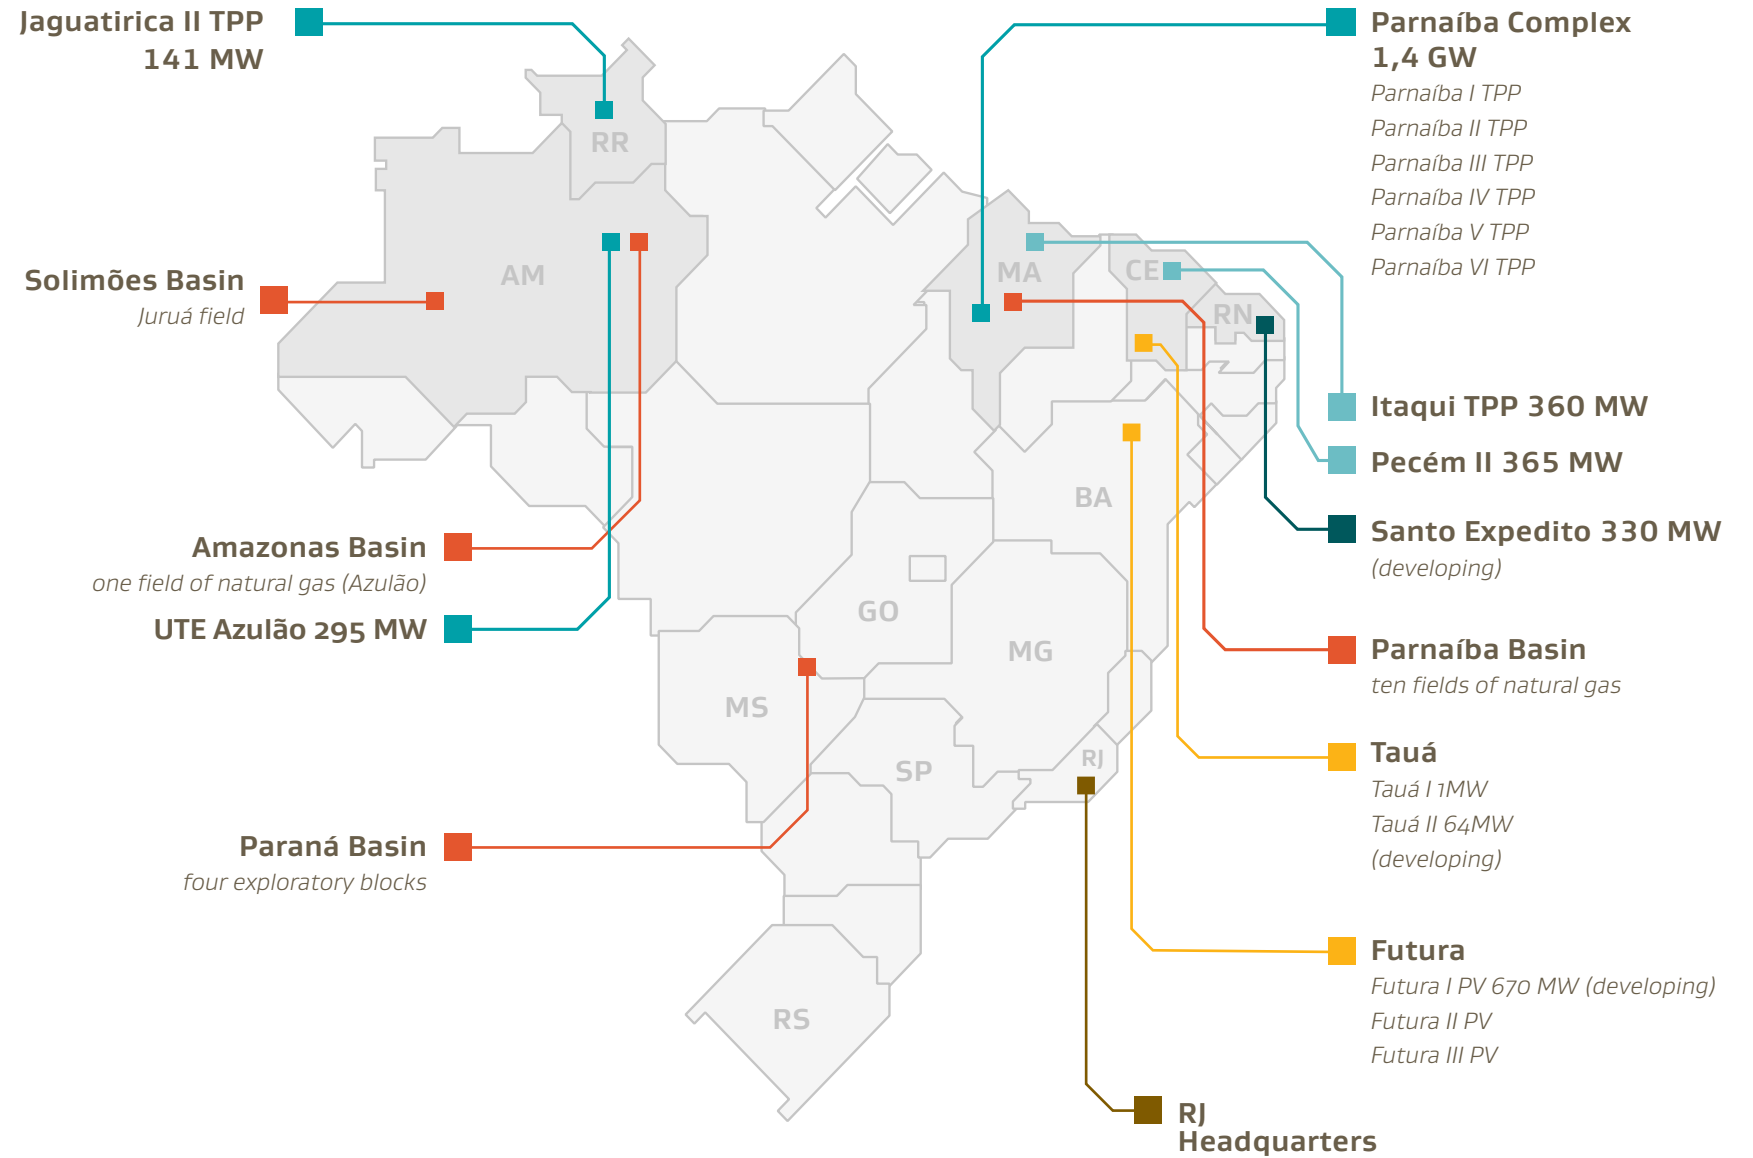 Jaguatirica II TPP
141 MW
Solimões Basin
Juruá field
Amazonas Basin
one field of natural gas (Azulão)
UTE Azulão 295 MW
Paraná Basin
four exploratory blocks
RR
AM
MA
CE
RN
BA
GO
MG
MS
SP
RJ
RS
Parnaíba Complex
1,4 GW
Parnaíba I TPP
Parnaíba II TPP
Parnaíba III TPP
Parnaíba IV TPP
Parnaíba V TPP
Parnaíba VI TPP
Itaqui TPP 360 MW
Pecém II 365 MW
Santo Expedito 330 MW
(developing)
Parnaíba Basin
ten fields of natural gas
Tauá
Tauá I 1MW
Tauá II 64MW
(developing)
Futura
Futura I PV 670 MW (developing)
Futura II PV
Futura III PV
RJ
Headquarters